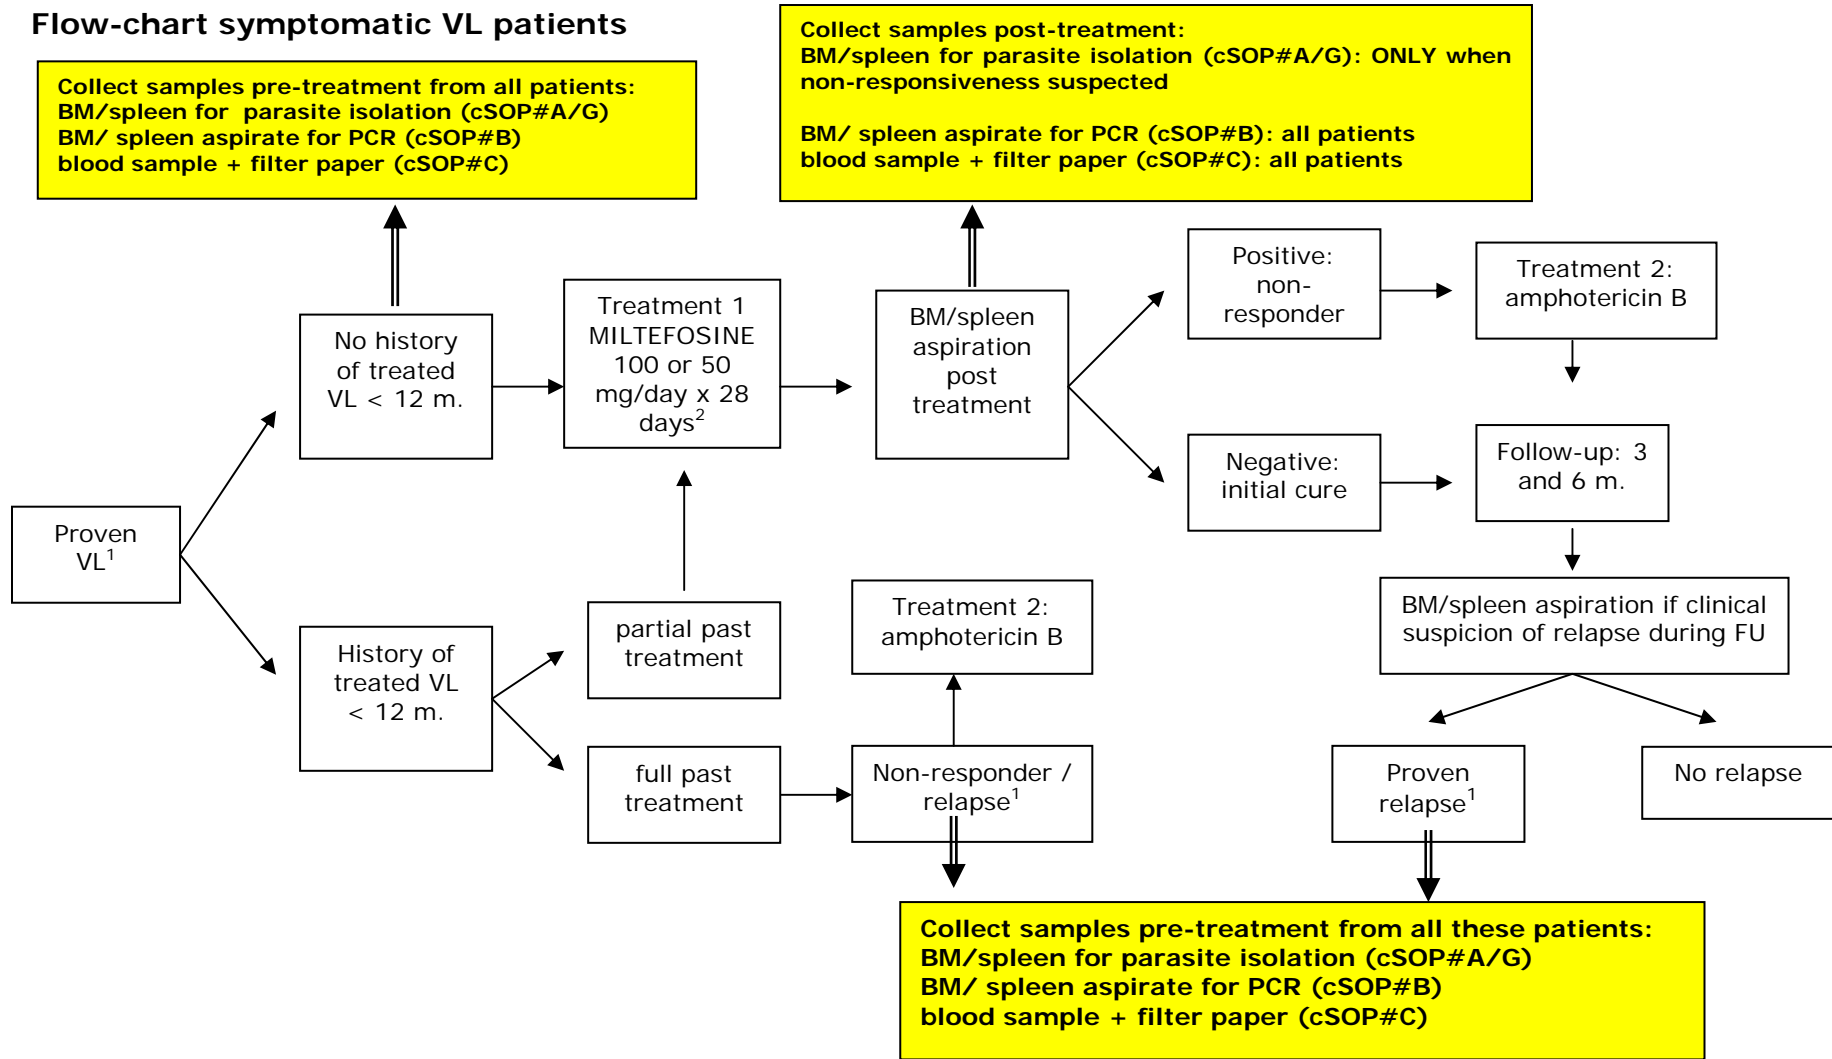 Flow-chart symptomatic VL patients
Collect samples pre-treatment from all patients:
BM/spleen for  parasite isolation (cSOP#A/G)
BM/ spleen aspirate for PCR (cSOP#B)
blood sample + filter paper (cSOP#C)
Collect samples post-treatment:
BM/spleen for parasite isolation (cSOP#A/G): ONLY when
non-responsiveness suspected
BM/ spleen aspirate for PCR (cSOP#B): all patients
blood sample + filter paper (cSOP#C): all patients
Proven
VL¹
No history
of treated
VL < 12 m.
Treatment 1
MILTEFOSINE
100 or 50
mg/day x 28
days²
BM/spleen
aspiration
post
treatment
Positive:
non-
responder
Treatment 2:
amphotericin B
Negative:
initial cure
Follow-up: 3
and 6 m.
History of
treated VL
< 12 m.
partial past
treatment
Treatment 2:
amphotericin B
BM/spleen aspiration if clinical
suspicion of relapse during FU
full past
treatment
Non-responder /
relapse¹
Proven
relapse¹
No relapse
Collect samples pre-treatment from all these patients:
BM/spleen for parasite isolation (cSOP#A/G)
BM/ spleen aspirate for PCR (cSOP#B)
blood sample + filter paper (cSOP#C)